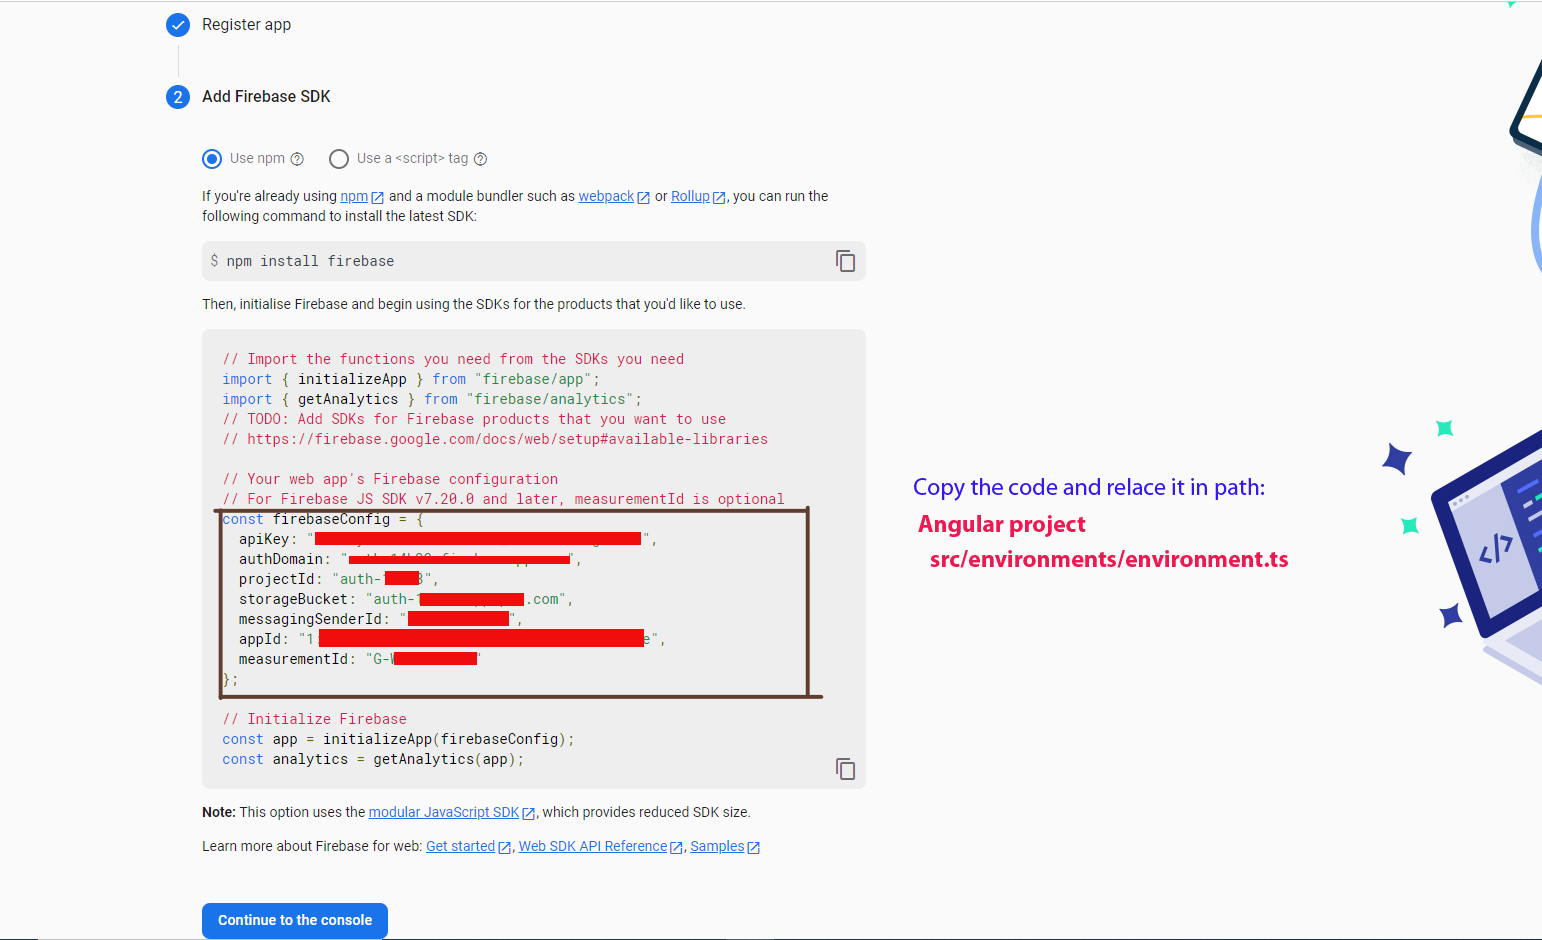 Register app
2 Add Firebase SDK
Use npm Use a <script> tag
If you're already using npm and a module bundler such as webpack or Rollup, you can run the
following command to install the latest SDK:
$ npm install firebase
Then, initialise Firebase and begin using the SDKs for the products that you'd like to use.
// Import the functions you need from the SDKs you need
import { initializeApp } from "firebase/app";
import { getAnalytics } from "firebase/analytics";
// TODO: Add SDKs for Firebase products that you want to use
// https://firebase.google.com/docs/web/setup#available-libraries
// Your web app's Firebase configuration
// For Firebase JS SDK v7.20.0 and later, measurementId is optional
const firebaseConfig = {
apiKey: "",
authDomain: "",
projectId: "auth-",
storageBucket: "auth-.com",
messagingSenderId: "",
appId: "1:e",
measurementId: "G-"
};
// Initialize Firebase
const app = initializeApp(firebaseConfig);
const analytics = getAnalytics(app);
Copy the code and relace it in path:
Angular project
src/environments/environment.ts
</>
Note: This option uses the modular JavaScript SDK, which provides reduced SDK size.
Learn more about Firebase for web: Get started, Web SDK API Reference, Samples
Continue to the console